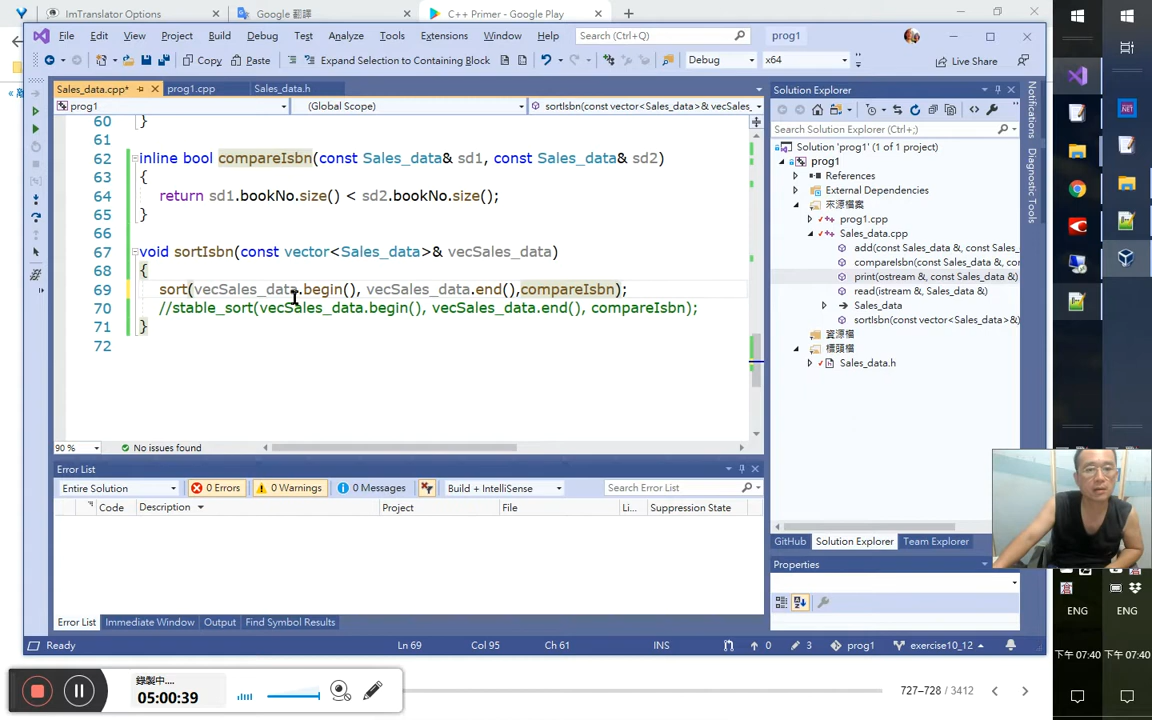 ImTranslator Options
Google 翻譯
C++ Primer - Google Play
File Edit View Project Build Debug Test Analyze Tools Extensions Window Help Search (Ctrl+Q) prog1
Copy Paste Expand Selection to Containing Block Debug x64 Live Share
Sales_data.cpp* prog1.cpp Sales_data.h
prog1 (Global Scope) sortIsbn(const vector<Sales_data>& vecSales_
60 }
61
62 inline bool compareIsbn(const Sales_data& sd1, const Sales_data& sd2)
63 {
64 return sd1.bookNo.size() < sd2.bookNo.size();
65 }
66
67 void sortIsbn(const vector<Sales_data>& vecSales_data)
68 {
69 sort(vecSales_data.begin(), vecSales_data.end(),compareIsbn);
70 //stable_sort(vecSales_data.begin(), vecSales_data.end(), compareIsbn);
71 }
72
90 % No issues found
Error List
Entire Solution 0 Errors 0 Warnings 0 Messages Build + IntelliSense Search Error List
Code Description Project File Li... Suppression State
Error List Immediate Window Output Find Symbol Results
Solution Explorer
Search Solution Explorer (Ctrl+;)
Solution 'prog1' (1 of 1 project)
prog1
References
External Dependencies
來源檔案
prog1.cpp
Sales_data.cpp
add(const Sales_data &, const
compareIsbn(const Sales_data
print(ostream &, const Sales_data &)
read(istream &, Sales_data &)
Sales_data
sortIsbn(const vector<Sales_data>&)
資源檔
標頭檔
Sales_data.h
GitHub Solution Explorer Team Explorer
Properties
Notifications
Diagnostic Tools
Ready Ln 69 Col 95 Ch 61 INS 0 3 prog1 exercise10_12
錄製中....
05:00:39
727–728 / 3412
ENG ENG
下午 07:40 下午 07:40